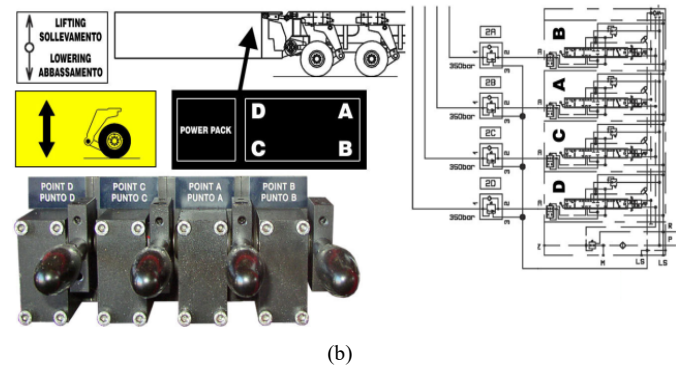 LIFTING
SOLLEVAMENTO
LOWERING
ABBASSAMENTO
POWER PACK
D A
C B
POINT D
PUNTO D
POINT C
PUNTO C
POINT A
PUNTO A
POINT B
PUNTO B
2A
350bar
2B
350bar
2C
350bar
2D
350bar
B
A
C
D
M
LS
LS
(b)